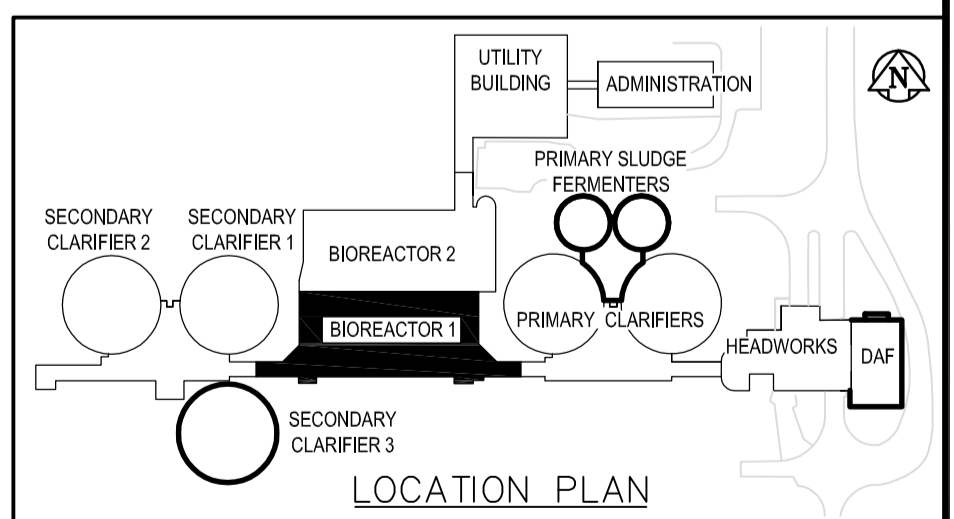 UTILITY
BUILDING
ADMINISTRATION
N
PRIMARY SLUDGE
FERMENTERS
SECONDARY
CLARIFIER 2
SECONDARY
CLARIFIER 1
BIOREACTOR 2
BIOREACTOR 1
PRIMARY CLARIFIERS
HEADWORKS
DAF
SECONDARY
CLARIFIER 3
LOCATION PLAN